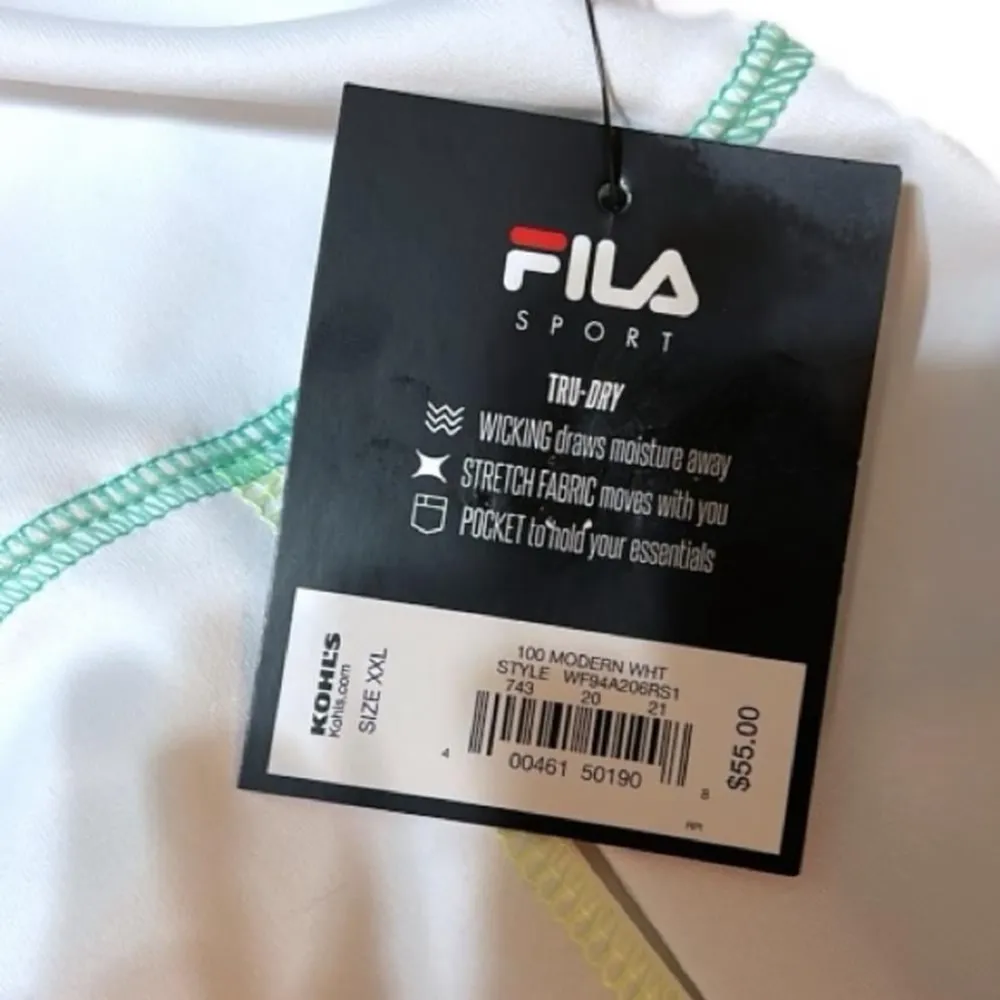 FILA
SPORT
TRU-DRY
WICKING draws moisture away
STRETCH FABRIC moves with you
POCKET to hold your essentials
KOHL'S
Kohls.com
SIZE XXL
100 MODERN WHT
STYLE WF94A206RS1
743 20 21
4 00461 50190 8
$55.00
RPI